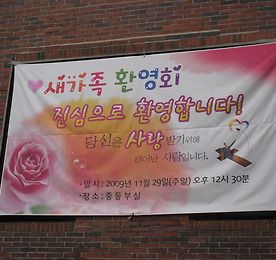 새가족 환영회
진심으로 환영합니다!
당신은 사랑 받기위해
태어난 사람입니다.
· 일시 : 2009년 11월 29일(주일) 오후 12시 30분
· 장소 : 중등부실